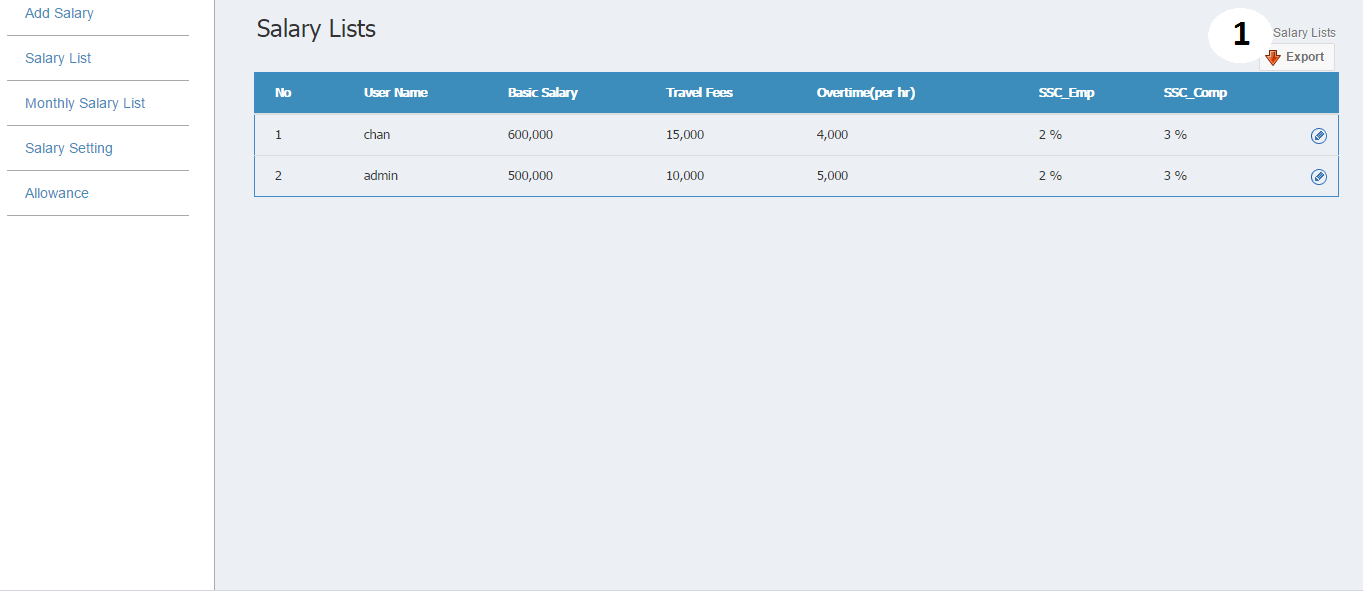 Add Salary
Salary List
Monthly Salary List
Salary Setting
Allowance
Salary Lists
1
Salary Lists
Export
No User Name Basic Salary Travel Fees Overtime(per hr) SSC_Emp SSC_Comp
1 chan 600,000 15,000 4,000 2 % 3 %
2 admin 500,000 10,000 5,000 2 % 3 %